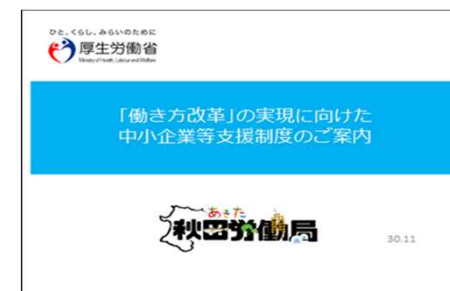 ひと、くらし、みらいのために
厚生労働省
Ministry of Health, Labour and Welfare
「働き方改革」の実現に向けた
中小企業等支援制度のご案内
あきた
秋田労働局
30.11